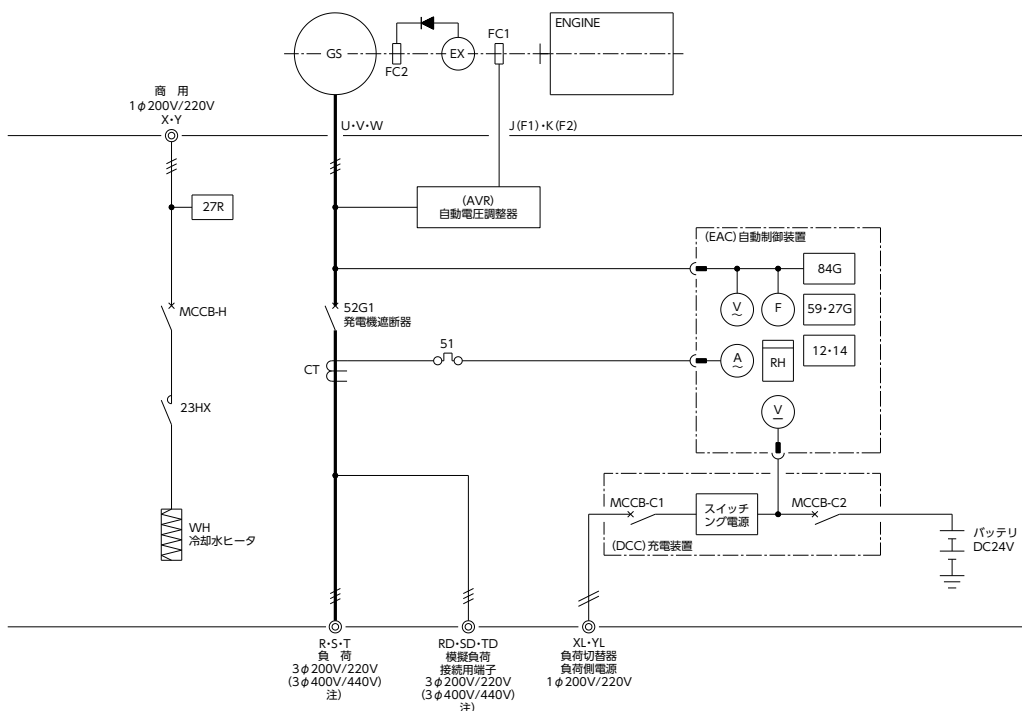 ENGINE
FC1
GS
EX
FC2
商 用
1φ200V/220V
X・Y
U・V・W
J(F1)・K(F2)
27R
(AVR)
自動電圧調整器
(EAC)自動制御装置
84G
V
F
59・27G
MCCB-H
52G1
発電機遮断器
51
12・14
A
RH
CT
23HX
V
MCCB-C1
スイッチ
ング電源
MCCB-C2
WH
冷却水ヒータ
(DCC)充電装置
バッテリ
DC24V
R・S・T
負 荷
3φ200V/220V
(3φ400V/440V)
注)
RD・SD・TD
模擬負荷
接続用端子
3φ200V/220V
(3φ400V/440V)
注)
XL・YL
負荷切替器
負荷側電源
1φ200V/220V